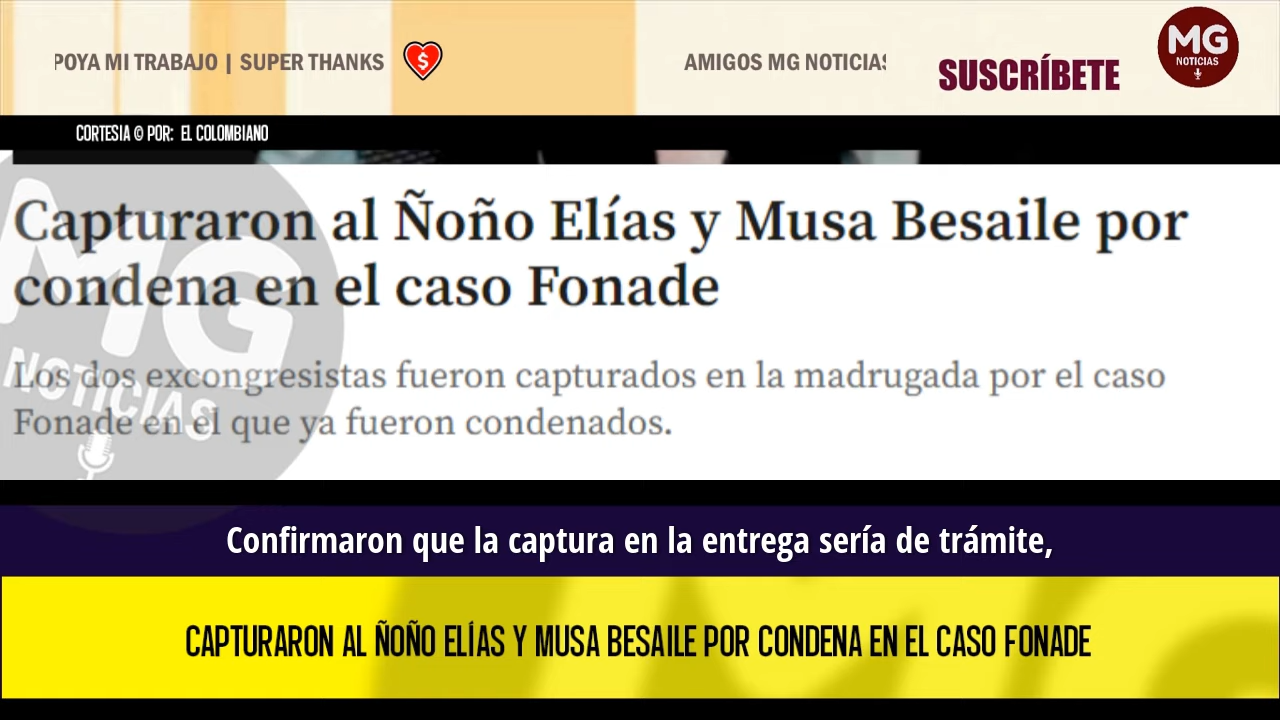 POYA MI TRABAJO | SUPER THANKS
AMIGOS MG NOTICIAS
SUSCRÍBETE
MG
NOTICIAS
CORTESIA © POR: EL COLOMBIANO
Capturaron al Ñoño Elías y Musa Besaile por
condena en el caso Fonade
Los dos excongresistas fueron capturados en la madrugada por el caso
Fonade en el que ya fueron condenados.
MG
NOTICIAS
Confirmaron que la captura en la entrega sería de trámite,
CAPTURARON AL ÑOÑO ELÍAS Y MUSA BESAILE POR CONDENA EN EL CASO FONADE